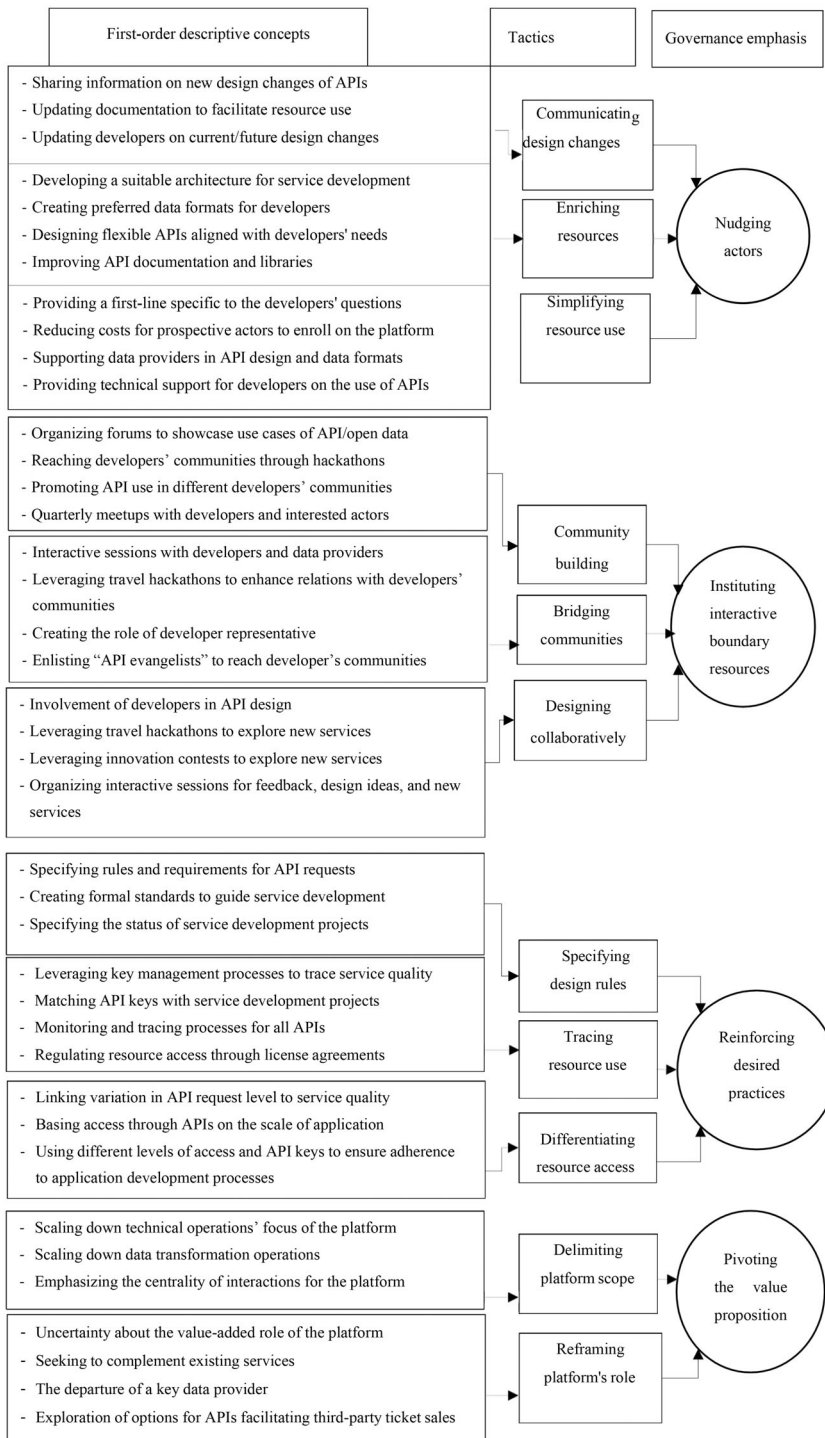 First-order descriptive concepts
Tactics
Governance emphasis
- Sharing information on new design changes of APIs
- Updating documentation to facilitate resource use
- Updating developers on current/future design changes
Communicating
design changes
- Developing a suitable architecture for service development
- Creating preferred data formats for developers
- Designing flexible APIs aligned with developers' needs
- Improving API documentation and libraries
Enriching
resources
- Providing a first-line specific to the developers' questions
- Reducing costs for prospective actors to enroll on the platform
- Supporting data providers in API design and data formats
- Providing technical support for developers on the use of APIs
Simplifying
resource use
Nudging
actors
- Organizing forums to showcase use cases of API/open data
- Reaching developers’ communities through hackathons
- Promoting API use in different developers’ communities
- Quarterly meetups with developers and interested actors
Community
building
- Interactive sessions with developers and data providers
- Leveraging travel hackathons to enhance relations with developers’
communities
- Creating the role of developer representative
- Enlisting “API evangelists” to reach developer’s communities
Bridging
communities
- Involvement of developers in API design
- Leveraging travel hackathons to explore new services
- Leveraging innovation contests to explore new services
- Organizing interactive sessions for feedback, design ideas, and new
services
Designing
collaboratively
Instituting
interactive
boundary
resources
- Specifying rules and requirements for API requests
- Creating formal standards to guide service development
- Specifying the status of service development projects
Specifying
design rules
- Leveraging key management processes to trace service quality
- Matching API keys with service development projects
- Monitoring and tracing processes for all APIs
- Regulating resource access through license agreements
Tracing
resource use
- Linking variation in API request level to service quality
- Basing access through APIs on the scale of application
- Using different levels of access and API keys to ensure adherence
to application development processes
Differentiating
resource access
Reinforcing
desired
practices
- Scaling down technical operations’ focus of the platform
- Scaling down data transformation operations
- Emphasizing the centrality of interactions for the platform
Delimiting
platform scope
- Uncertainty about the value-added role of the platform
- Seeking to complement existing services
- The departure of a key data provider
- Exploration of options for APIs facilitating third-party ticket sales
Reframing
platform's role
Pivoting
the value
proposition